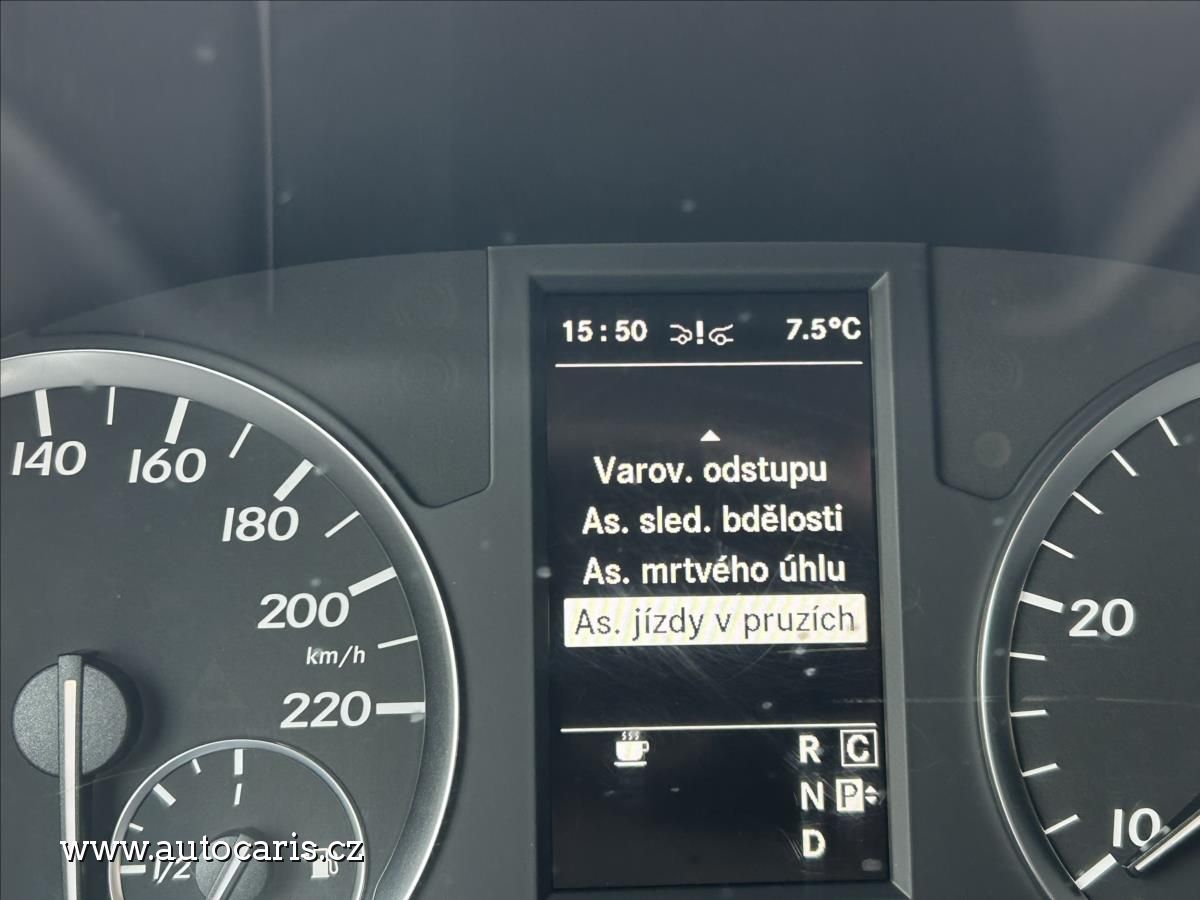 15:50 ! 7.5°C
Varov. odstupu
As. sled. bdělosti
As. mrtvého úhlu
As. jízdy v pruzích
R C
N P
D
140
160
180
200
km/h
220
1/2
20
10
www.autocaris.cz